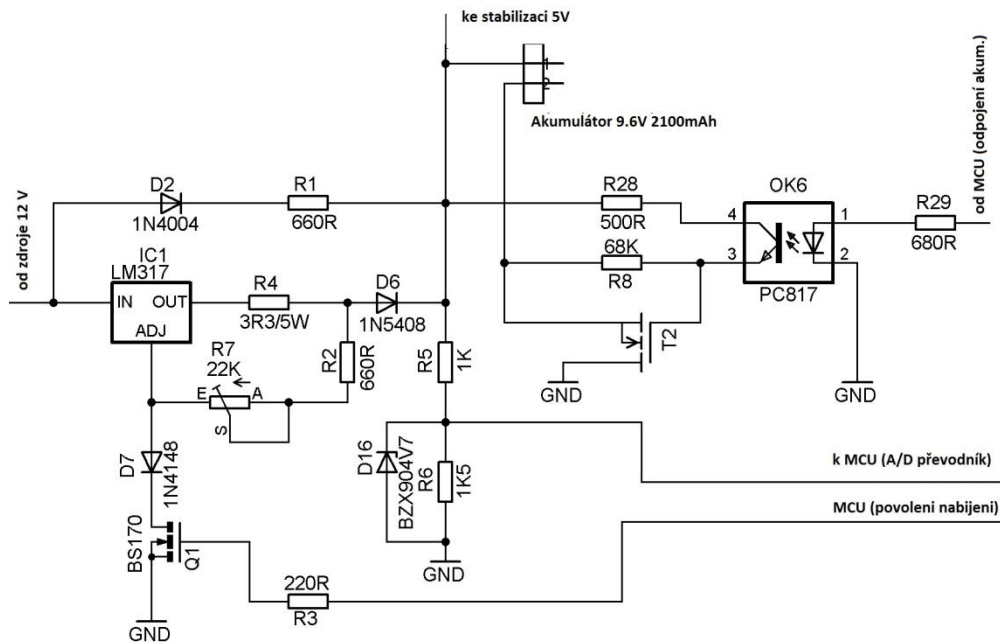 ke stabilizaci 5V
1
2
Akumulátor 9.6V 2100mAh
od MCU (odpojení akum.)
od zdroje 12 V
D2
1N4004
R1
660R
R28
500R
OK6
4
1
3
2
PC817
R29
680R
68K
R8
IC1
LM317
IN
OUT
ADJ
R4
3R3/5W
D6
1N5408
R7
22K
E
A
S
R2
660R
R5
1K
T2
GND
GND
D7
1N4148
D16
BZX904V7
R6
1K5
k MCU (A/D převodník)
MCU (povoleni nabijeni)
BS170
Q1
GND
220R
R3
GND